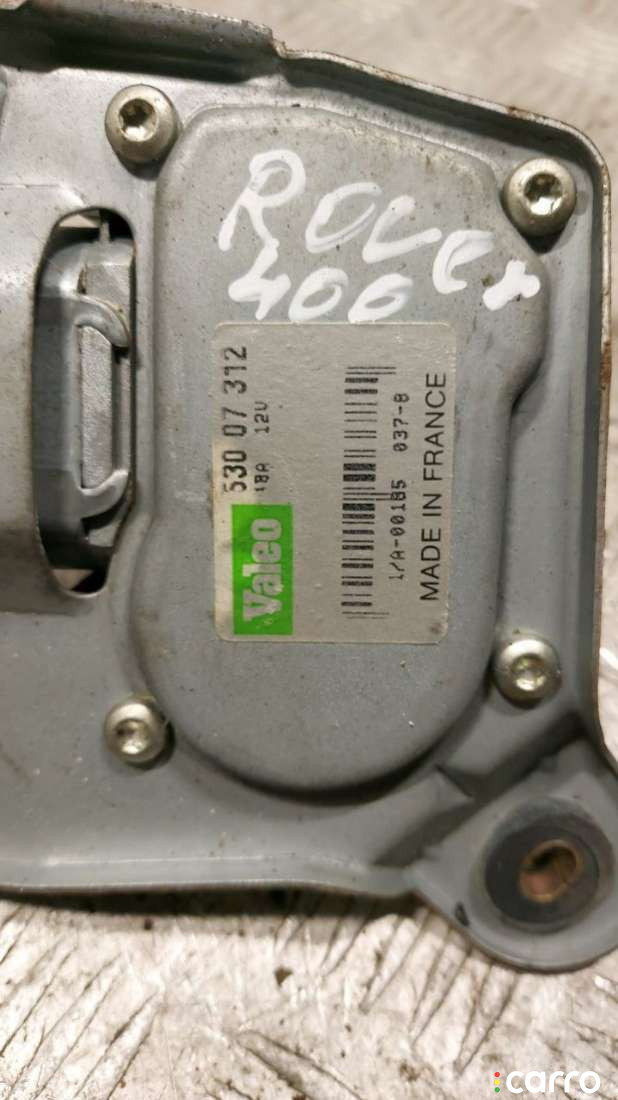 ROVER
400
530 07 312
18A 12V
Valeo
1/A-00185 037-8
MADE IN FRANCE
carro